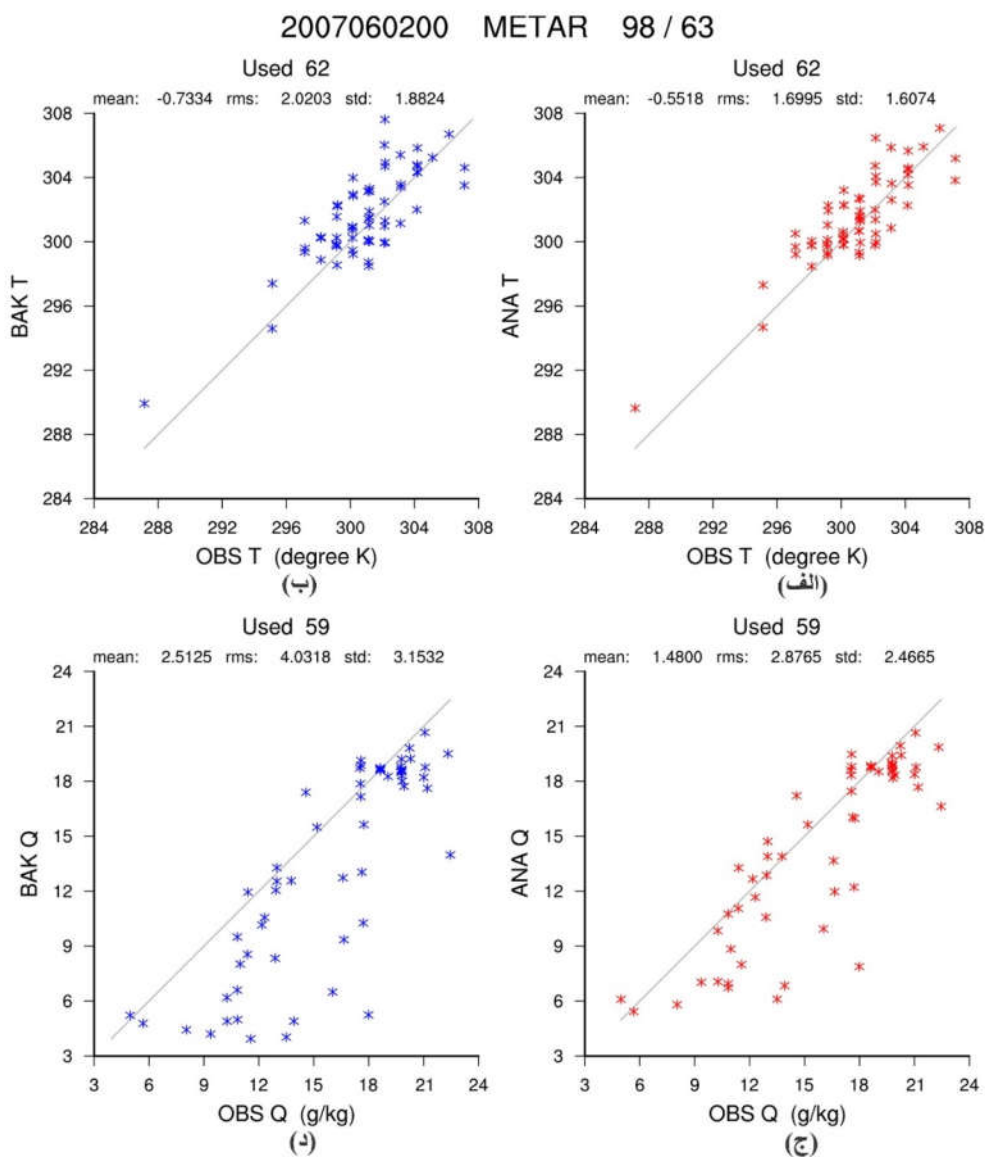 2007060200 METAR 98 / 63
Used 62
mean: -0.7334 rms: 2.0203 std: 1.8824
308
304
300
296
292
288
284
BAK T
284 288 292 296 300 304 308
OBS T (degree K)
(ب)
Used 62
mean: -0.5518 rms: 1.6995 std: 1.6074
308
304
300
296
292
288
284
ANA T
284 288 292 296 300 304 308
OBS T (degree K)
(الف)
Used 59
mean: 2.5125 rms: 4.0318 std: 3.1532
24
21
18
15
12
9
6
3
BAK Q
3 6 9 12 15 18 21 24
OBS Q (g/kg)
(د)
Used 59
mean: 1.4800 rms: 2.8765 std: 2.4665
24
21
18
15
12
9
6
3
ANA Q
3 6 9 12 15 18 21 24
OBS Q (g/kg)
(ج)